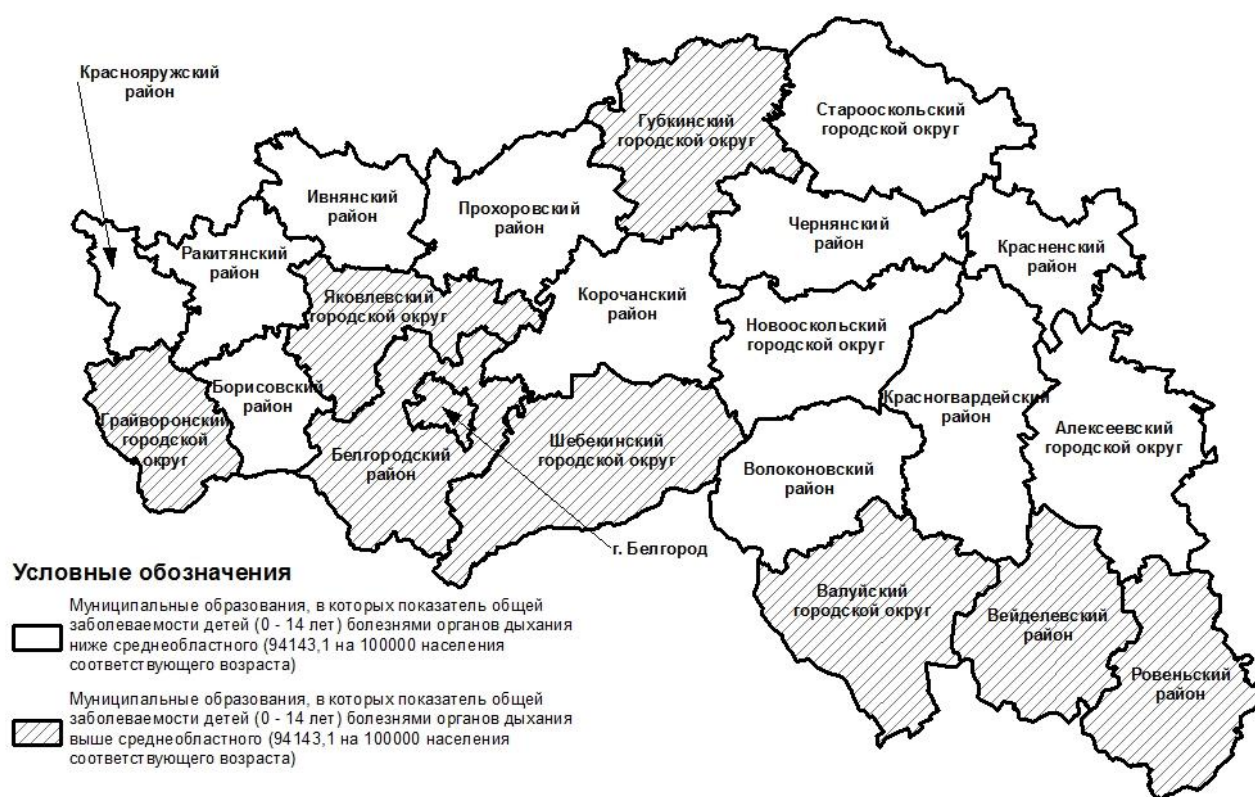 Краснояружский
район
Старооскольский
городской округ
Губкинский
городской округ
Ивнянский
район
Прохоровский
район
Чернянский
район
Красненский
район
Ракитянский
район
Яковлевский
городской округ
Корочанский
район
Новооскольский
городской округ
Борисовский
район
Красногвардейский
район
Грайворонский
городской
округ
Белгородский
район
Шебекинский
городской округ
Алексеевский
городской округ
Волоконовский
район
г. Белгород
Валуйский
городской округ
Вейделевский
район
Ровеньский
район
Условные обозначения
Муниципальные образования, в которых показатель общей
заболеваемости детей (0 - 14 лет) болезнями органов дыхания
ниже среднеобластного (94143,1 на 100000 населения
соответствующего возраста)
Муниципальные образования, в которых показатель общей
заболеваемости детей (0 - 14 лет) болезнями органов дыхания
выше среднеобластного (94143,1 на 100000 населения
соответствующего возраста)